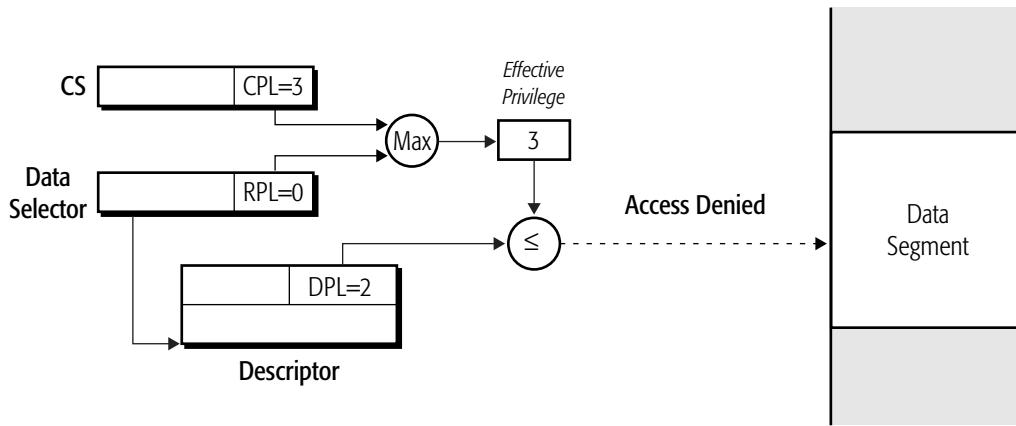 Effective
Privilege
CS
CPL=3
Max
3
Data
Selector
RPL=0
Access Denied
≤
Data
Segment
DPL=2
Descriptor